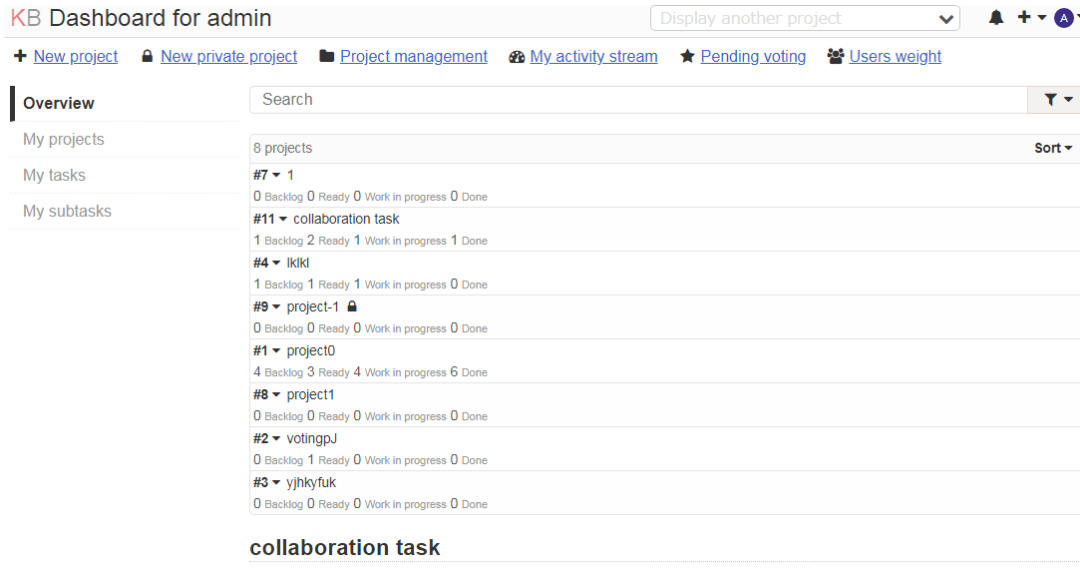 KB Dashboard for admin
Display another project
A
New project New private project Project management My activity stream Pending voting Users weight
Overview
My projects
My tasks
My subtasks
Search
8 projects Sort
#7 1
0 Backlog 0 Ready 0 Work in progress 0 Done
#11 collaboration task
1 Backlog 2 Ready 1 Work in progress 1 Done
#4 lklkl
1 Backlog 1 Ready 1 Work in progress 0 Done
#9 project-1
0 Backlog 0 Ready 0 Work in progress 0 Done
#1 project0
4 Backlog 3 Ready 4 Work in progress 6 Done
#8 project1
0 Backlog 0 Ready 0 Work in progress 0 Done
#2 votingpJ
0 Backlog 1 Ready 0 Work in progress 0 Done
#3 yjhkyfuk
0 Backlog 0 Ready 0 Work in progress 0 Done
collaboration task